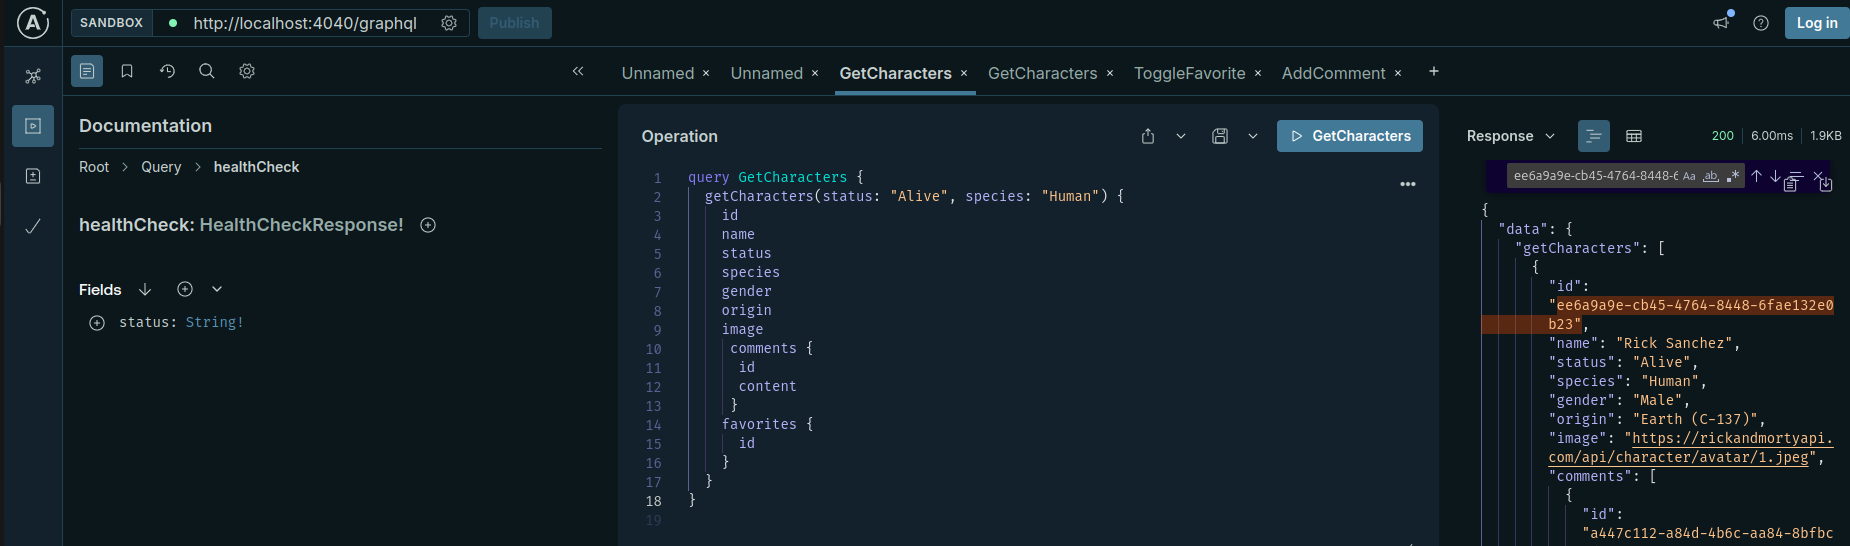 SANDBOX http://localhost:4040/graphql Publish Log in
Unnamed × Unnamed × GetCharacters × GetCharacters × ToggleFavorite × AddComment × +
Documentation
Root > Query > healthCheck
healthCheck: HealthCheckResponse!
Fields
status: String!
Operation
GetCharacters
1 query GetCharacters {
2 getCharacters(status: "Alive", species: "Human") {
3 id
4 name
5 status
6 species
7 gender
8 origin
9 image
10 comments {
11 id
12 content
13 }
14 favorites {
15 id
16 }
17 }
18 }
19
Response 200 6.00ms 1.9KB
ee6a9a9e-cb45-4764-8448-6 Aa ab .*
{
"data": {
"getCharacters": [
{
"id":
"ee6a9a9e-cb45-4764-8448-6fae132e0
b23",
"name": "Rick Sanchez",
"status": "Alive",
"species": "Human",
"gender": "Male",
"origin": "Earth (C-137)",
"image": "https://rickandmortyapi.
com/api/character/avatar/1.jpeg",
"comments": [
{
"id":
"a447c112-a84d-4b6c-aa84-8bfbc